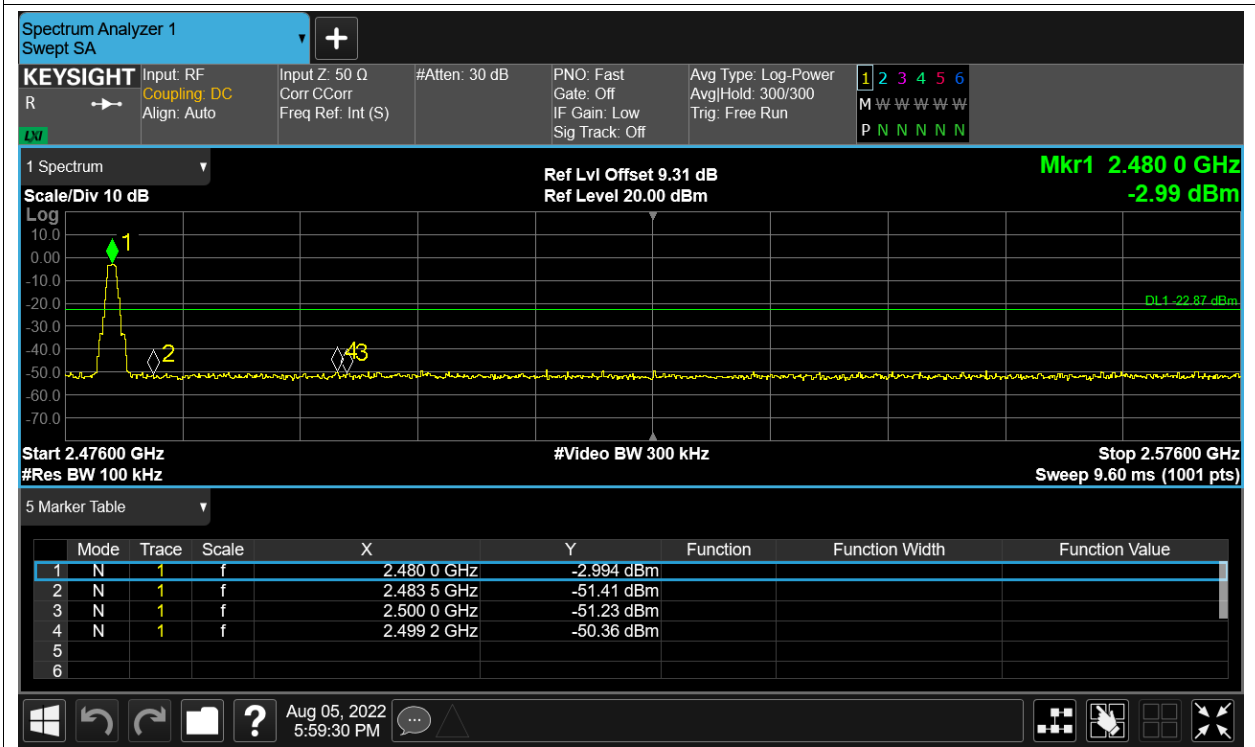 Spectrum Analyzer 1
Swept SA
KEYSIGHT
R
LXI
Input: RF
Coupling: DC
Align: Auto
Input Z: 50 Ω
Corr CCorr
Freq Ref: Int (S)
#Atten: 30 dB
PNO: Fast
Gate: Off
IF Gain: Low
Sig Track: Off
Avg Type: Log-Power
Avg|Hold: 300/300
Trig: Free Run
1 2 3 4 5 6
M W W W W W W
P N N N N N N
1 Spectrum
Scale/Div 10 dB
Ref Lvl Offset 9.31 dB
Ref Level 20.00 dBm
Mkr1 2.480 0 GHz
-2.99 dBm
Log
10.0
0.00
-10.0
-20.0
-30.0
-40.0
-50.0
-60.0
-70.0
1
2
43
DL1 -22.87 dBm
Start 2.47600 GHz #Video BW 300 kHz Stop 2.57600 GHz
#Res BW 100 kHz Sweep 9.60 ms (1001 pts)
5 Marker Table
Mode Trace Scale X Y Function Function Width Function Value
1 N 1 f 2.480 0 GHz -2.994 dBm
2 N 1 f 2.483 5 GHz -51.41 dBm
3 N 1 f 2.500 0 GHz -51.23 dBm
4 N 1 f 2.499 2 GHz -50.36 dBm
5
6
?
Aug 05, 2022
5:59:30 PM